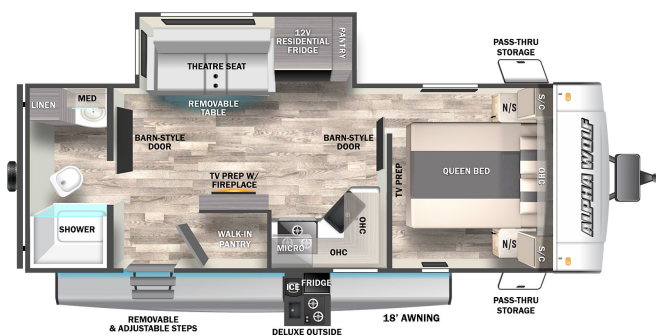 PASS-THRU
STORAGE
12V
RESIDENTIAL
FRIDGE
PANTRY
THEATRE SEAT
REMOVABLE
TABLE
LINEN
MED
BARN-STYLE
DOOR
BARN-STYLE
DOOR
N/S
S/C
TV PREP
QUEEN BED
OHC
ALPHA WOLF
TV PREP W/
FIREPLACE
SHOWER
WALK-IN
PANTRY
MICRO
OHC
OHC
N/S
S/C
ICE
FRIDGE
REMOVABLE
& ADJUSTABLE STEPS
DELUXE OUTSIDE
18' AWNING
PASS-THRU
STORAGE